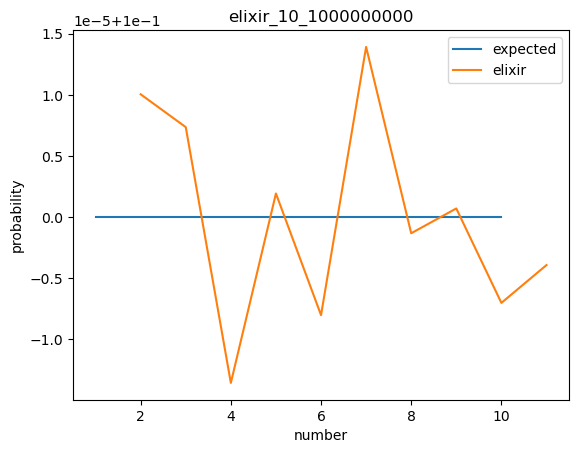 elixir_10_1000000000
1e−5+1e−1
expected
elixir
1.5
1.0
0.5
0.0
−0.5
−1.0
probability
2
4
6
8
10
number